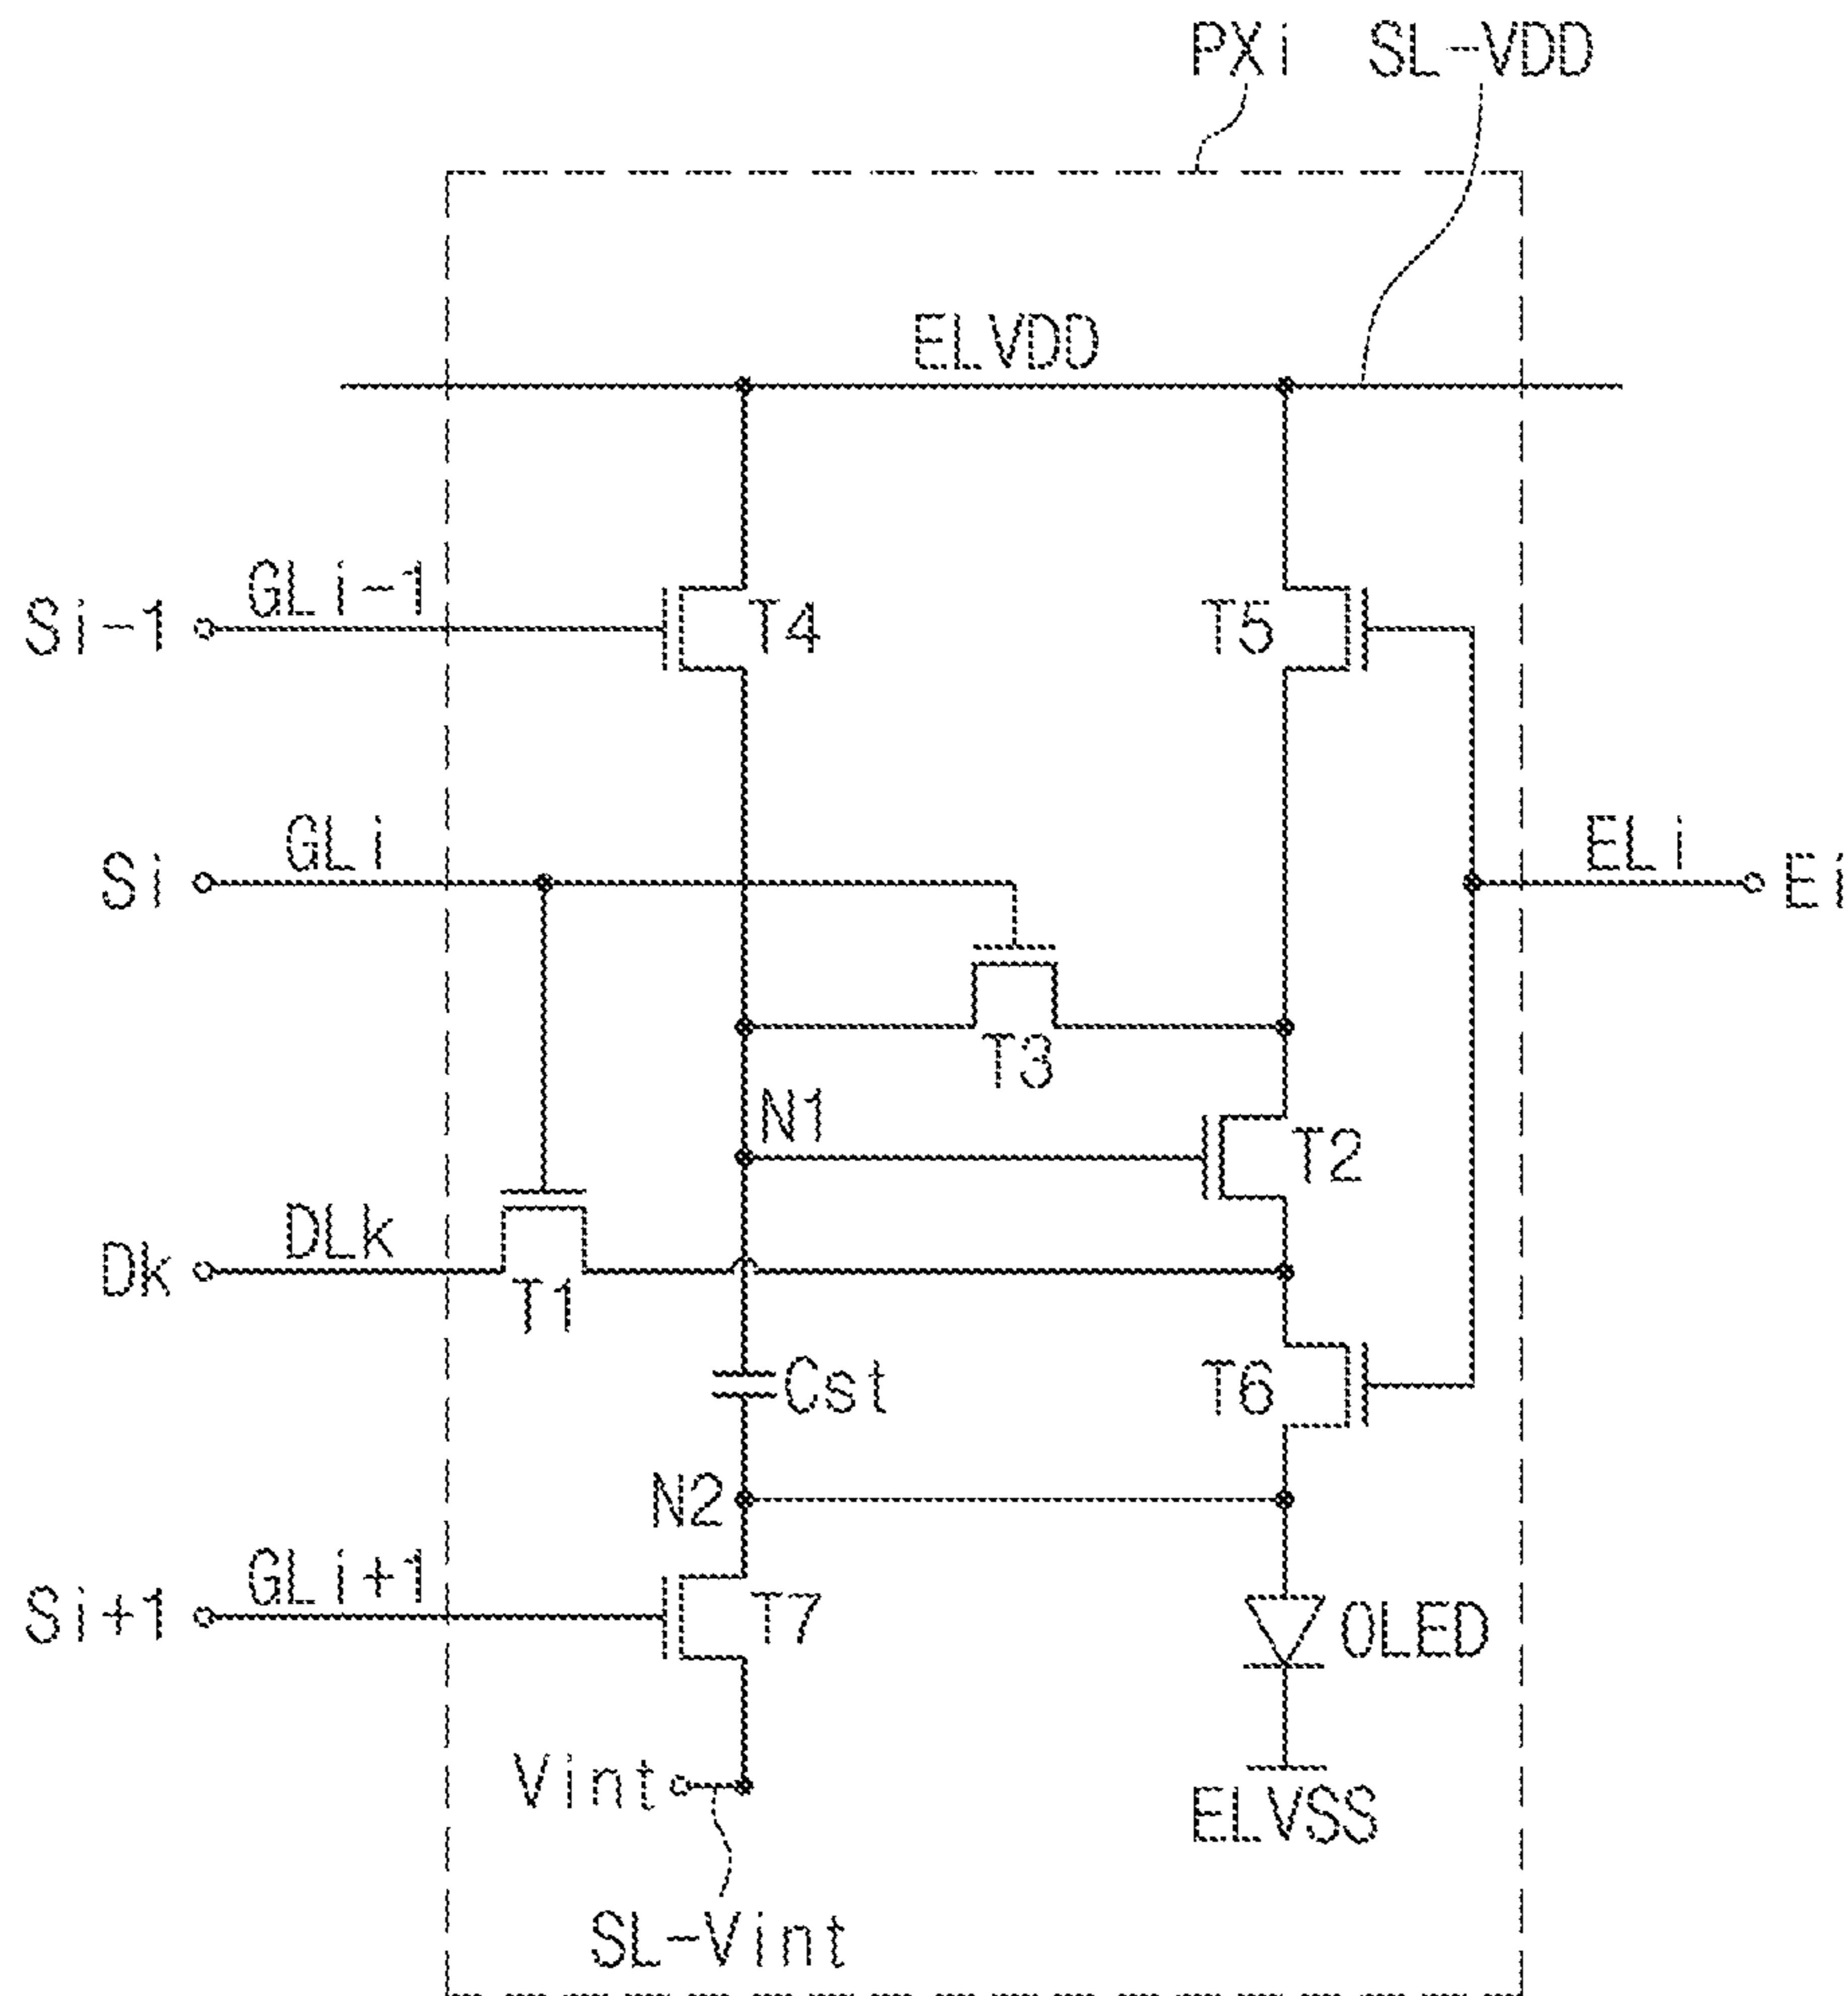 PXi SL-VDD
ELVDD
GLi-1
Si-1 T4 T5
GLi ELi
Si Ei
T3
N1
T2
DLk
Dk T1
Cst T6
N2
GLi+1
Si+1 T7 OLED
Vint ELVSS
SL-Vint